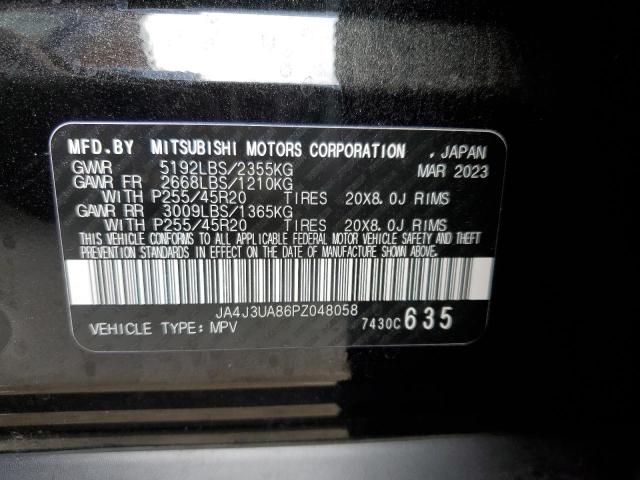 MFD. BY MITSUBISHI MOTORS CORPORATION , JAPAN
GVWR 5192LBS/2355KG MAR 2023
GAWR FR 2668LBS/1210KG
WITH P255/45R20 TIRES 20X8.0J RIMS
GAWR RR 3009LBS/1365KG
WITH P255/45R20 TIRES 20X8.0J RIMS
THIS VEHICLE CONFORMS TO ALL APPLICABLE FEDERAL MOTOR VEHICLE SAFETY AND THEFT
PREVENTION STANDARDS IN EFFECT ON THE DATE OF MANUFACTURE SHOWN ABOVE.
JA4J3UA86PZ048058
VEHICLE TYPE: MPV 7430C 635